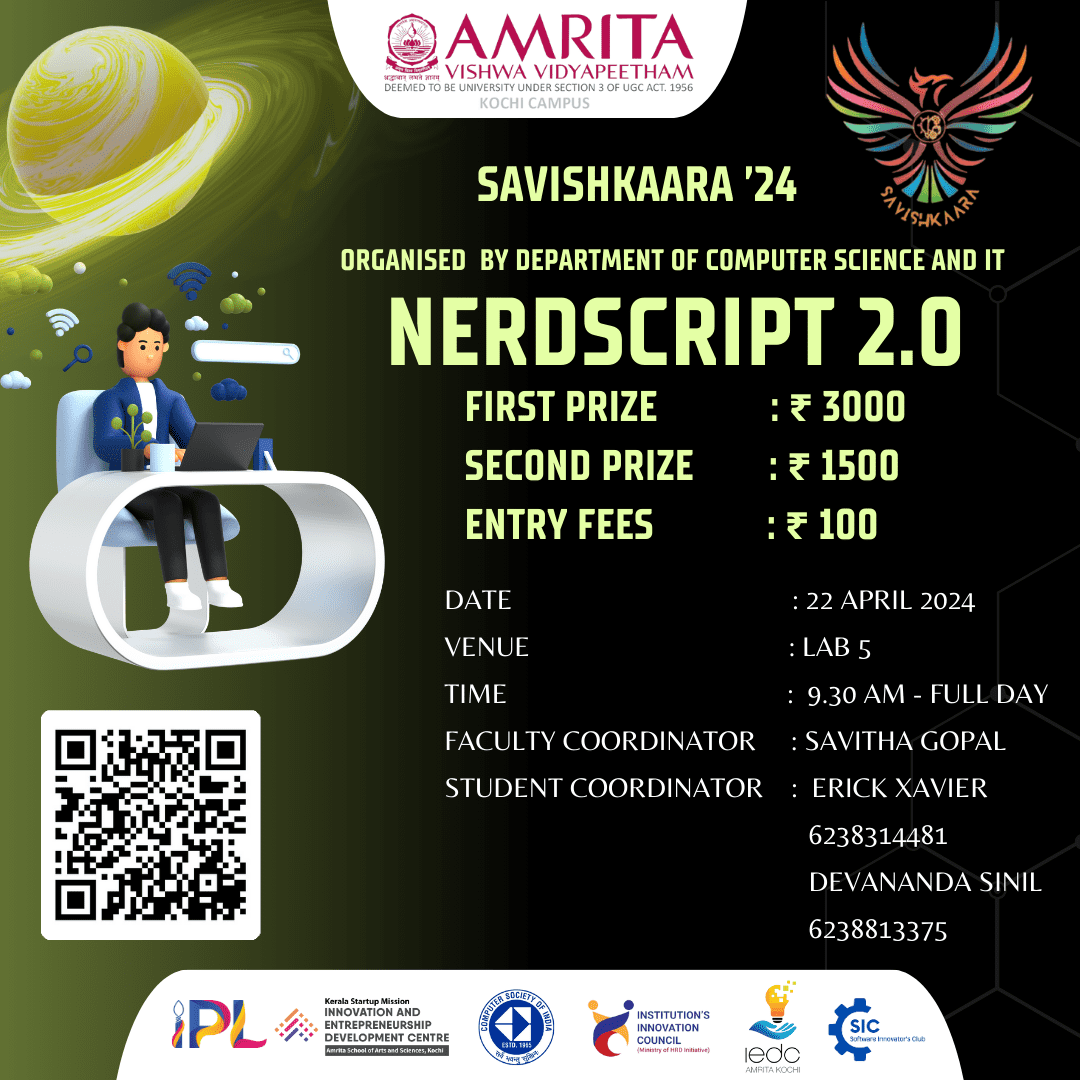 AMRITA
VISHWA VIDYAPEETHAM
DEEMED TO BE UNIVERSITY UNDER SECTION 3 OF UGC ACT. 1956
KOCHI CAMPUS
SAVISHKAARA
SAVISHKAARA ’24
ORGANISED BY DEPARTMENT OF COMPUTER SCIENCE AND IT
NERDSCRIPT 2.0
FIRST PRIZE : ₹ 3000
SECOND PRIZE : ₹ 1500
ENTRY FEES : ₹ 100
DATE : 22 APRIL 2024
VENUE : LAB 5
TIME : 9.30 AM - FULL DAY
FACULTY COORDINATOR : SAVITHA GOPAL
STUDENT COORDINATOR : ERICK XAVIER
6238314481
DEVANANDA SINIL
6238813375
iPL
Kerala Startup Mission
INNOVATION AND
ENTREPRENEURSHIP
DEVELOPMENT CENTRE
Amrita School of Arts and Sciences, Kochi
COMPUTER SOCIETY OF INDIA
ESTD. 1965
INSTITUTION'S
INNOVATION
COUNCIL
(Ministry of HRD Initiative)
iedc
AMRITA KOCHI
SIC
Software Innovator's Club